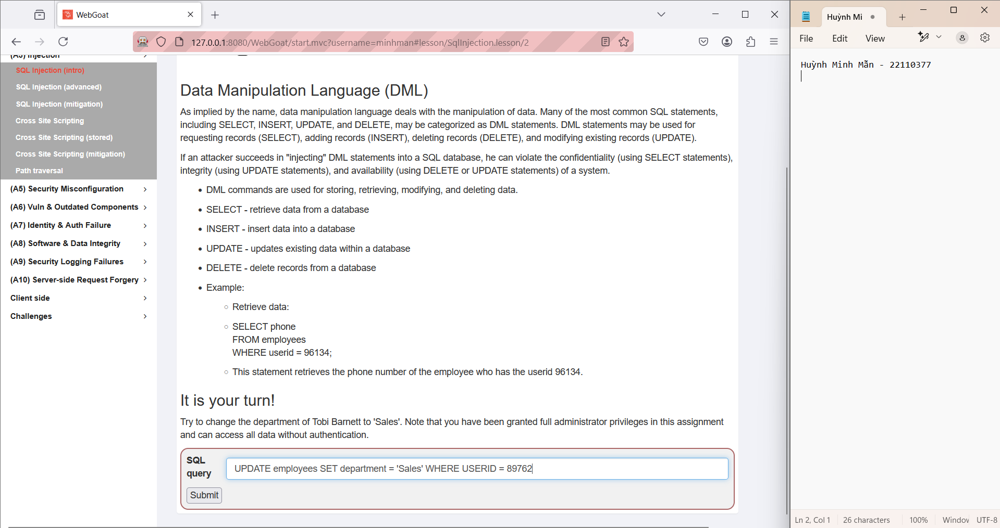 WebGoat
127.0.0.1:8080/WebGoat/start.mvc?username=minhman#lesson/SqlInjection.lesson/2
(A3) Injection
SQL Injection (intro)
SQL Injection (advanced)
SQL Injection (mitigation)
Cross Site Scripting
Cross Site Scripting (stored)
Cross Site Scripting (mitigation)
Path traversal
(A5) Security Misconfiguration
(A6) Vuln & Outdated Components
(A7) Identity & Auth Failure
(A8) Software & Data Integrity
(A9) Security Logging Failures
(A10) Server-side Request Forgery
Client side
Challenges
Data Manipulation Language (DML)
As implied by the name, data manipulation language deals with the manipulation of data. Many of the most common SQL statements,
including SELECT, INSERT, UPDATE, and DELETE, may be categorized as DML statements. DML statements may be used for
requesting records (SELECT), adding records (INSERT), deleting records (DELETE), and modifying existing records (UPDATE).
If an attacker succeeds in "injecting" DML statements into a SQL database, he can violate the confidentiality (using SELECT statements),
integrity (using UPDATE statements), and availability (using DELETE or UPDATE statements) of a system.
DML commands are used for storing, retrieving, modifying, and deleting data.
SELECT - retrieve data from a database
INSERT - insert data into a database
UPDATE - updates existing data within a database
DELETE - delete records from a database
Example:
Retrieve data:
SELECT phone
FROM employees
WHERE userid = 96134;
This statement retrieves the phone number of the employee who has the userid 96134.
It is your turn!
Try to change the department of Tobi Barnett to 'Sales'. Note that you have been granted full administrator privileges in this assignment
and can access all data without authentication.
SQL
query
UPDATE employees SET department = 'Sales' WHERE USERID = 89762
Submit
Huỳnh Mi
File Edit View
Huỳnh Minh Mẫn - 22110377
Ln 2, Col 1 26 characters 100% Window UTF-8